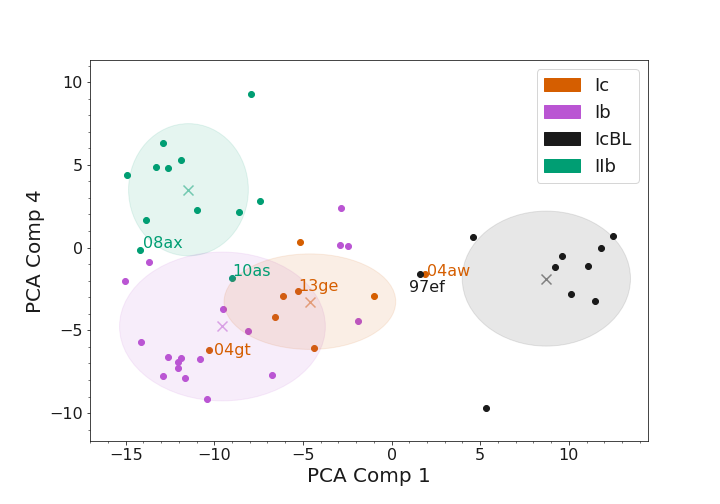 10
5
0
−5
−10
PCA Comp 4
Ic
Ib
IcBL
IIb
08ax
10as
13ge
04aw
97ef
04gt
−15
−10
−5
0
5
10
PCA Comp 1